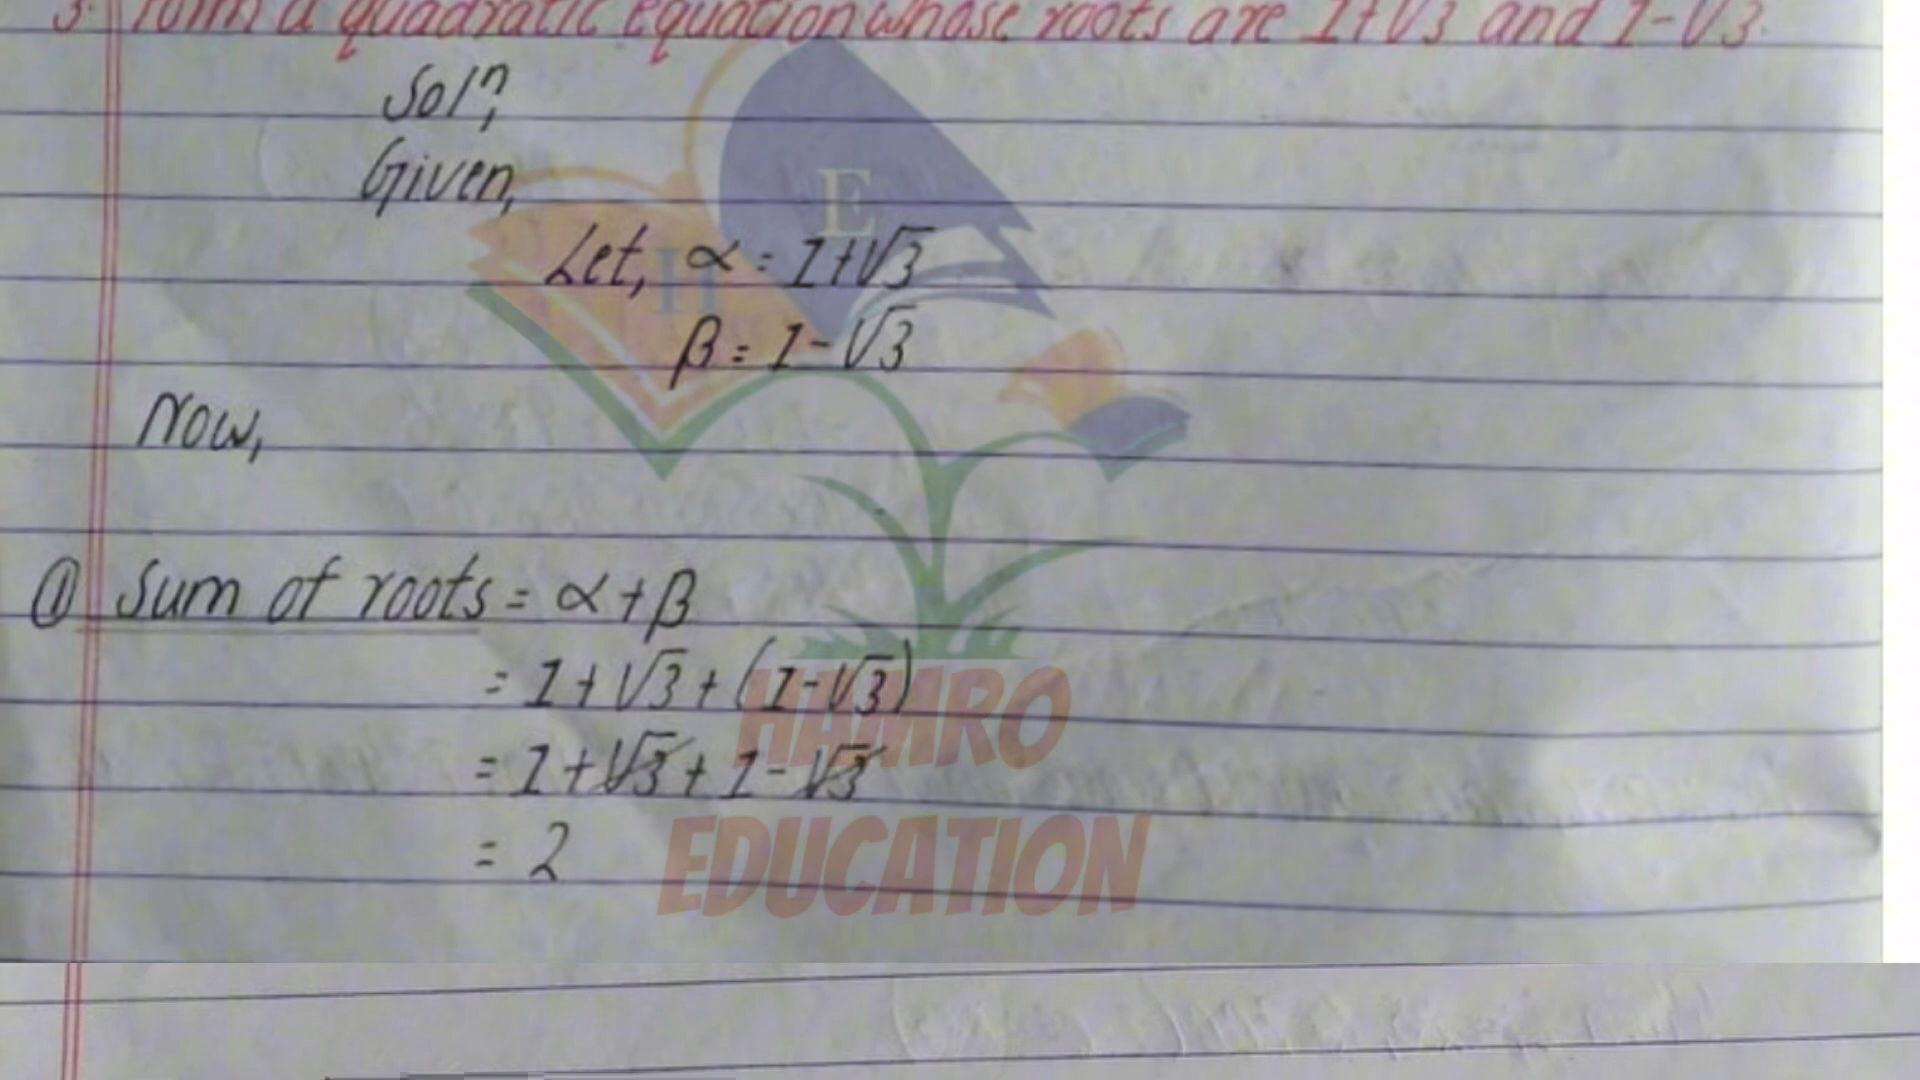 3. Form a quadratic equation whose roots are 1+√3 and 1-√3.
Solⁿ,
Given,
Let, α = 1+√3
β = 1-√3
Now,
① Sum of roots = α+β
= 1+√3+(1-√3)
= 1+√3+1-√3
= 2
E
H
HAMRO
EDUCATION